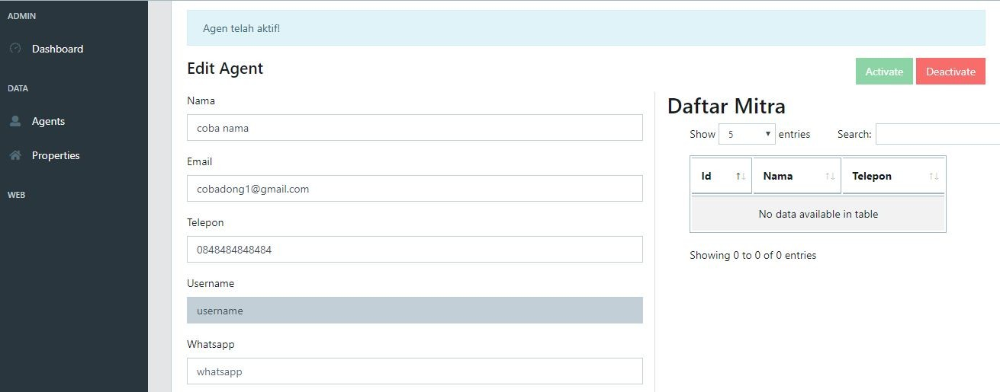 ADMIN
Dashboard
DATA
Agents
Properties
WEB
Agen telah aktif!
Edit Agent
Activate Deactivate
Nama
coba nama
Email
cobadong1@gmail.com
Telepon
0848484848484
Username
username
Whatsapp
whatsapp
Daftar Mitra
Show 5 entries Search:
Id Nama Telepon
No data available in table
Showing 0 to 0 of 0 entries